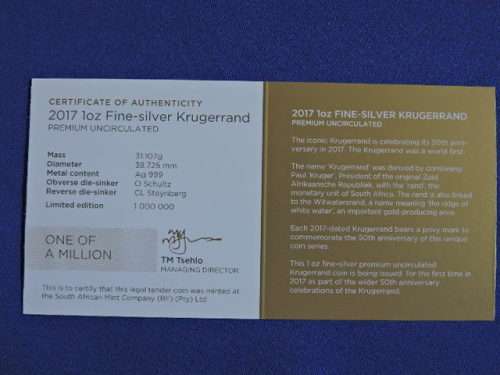 CERTIFICATE OF AUTHENTICITY
2017 1oz Fine-silver Krugerrand
PREMIUM UNCIRCULATED
Mass 31.107g
Diameter 38.725 mm
Metal content Ag 999
Obverse die-sinker O Schultz
Reverse die-sinker CL Stoynberg
Limited edition 1 000 000
ONE OF
A MILLION
TM Tsehlo
MANAGING DIRECTOR
This is to certify that this legal tender coin was minted at
the South African Mint Company (RF) (Pty) Ltd
2017 1oz FINE-SILVER KRUGERRAND
PREMIUM UNCIRCULATED
The iconic Krugerrand is celebrating its 50th anni-
versary in 2017. The Krugerrand was a world first.
The name 'Krugerrand' was derived by combining
'Paul Kruger', President of the original Zuid
Afrikaansche Republiek, with the 'rand', the
monetary unit of South Africa. The rand is also linked
to the Witwatersrand, a name meaning 'the ridge of
white water', an important gold-producing area.
Each 2017-dated Krugerrand bears a privy mark to
commemorate the 50th anniversary of this unique
coin series.
This 1 oz fine-silver premium uncirculated
Krugerrand coin is being issued for the first time in
2017 as part of the wider 50th anniversary
celebrations of the Krugerrand.